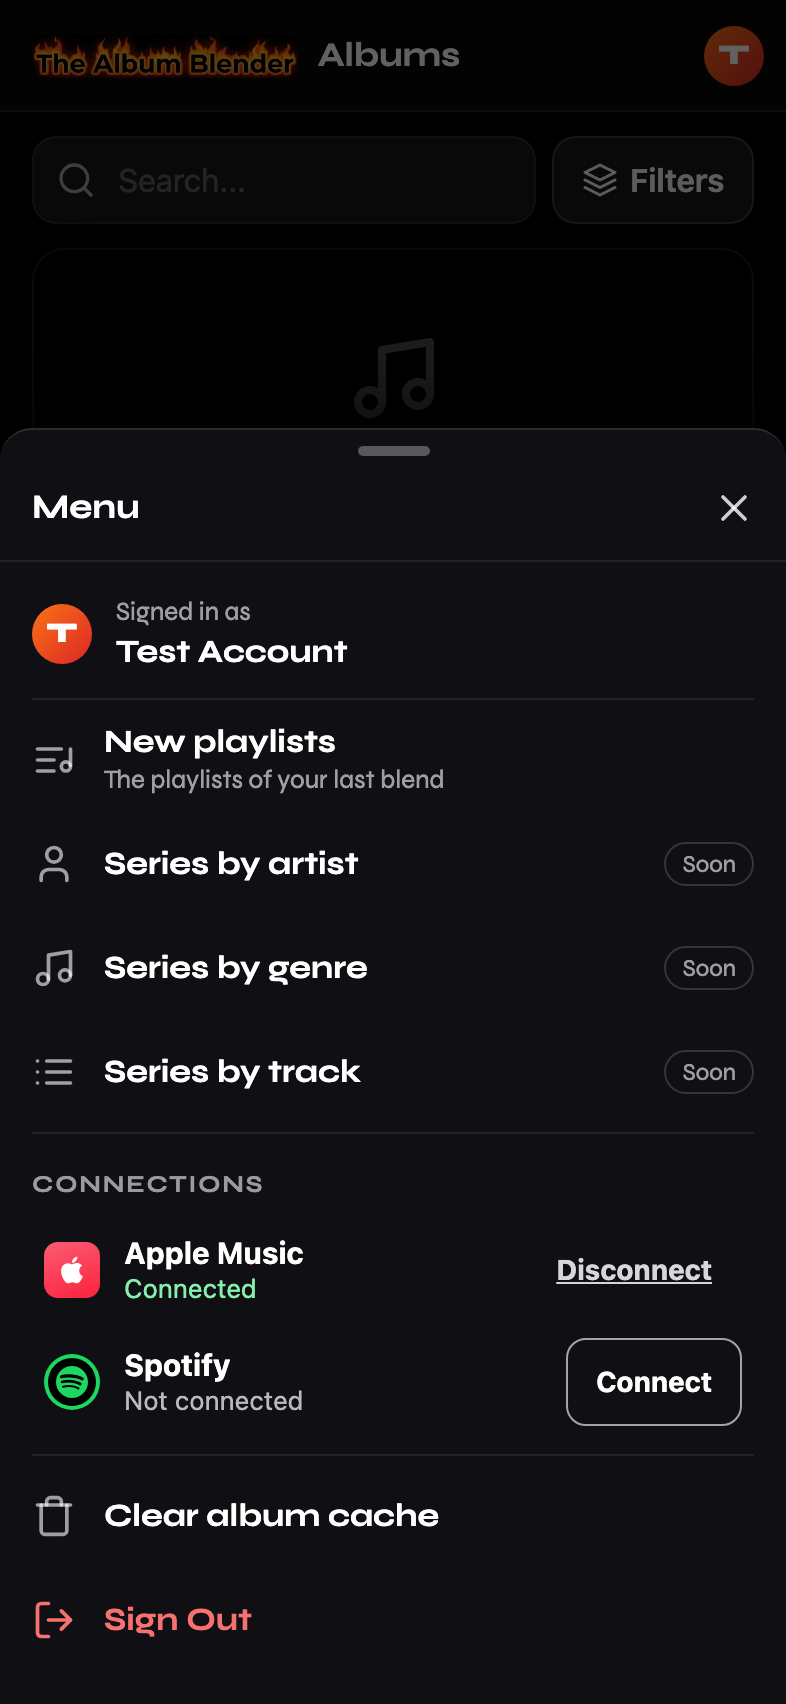 The Album Blender
Albums
T
Search...
Filters
Menu
T
Signed in as
Test Account
New playlists
The playlists of your last blend
Series by artist
Soon
Series by genre
Soon
Series by track
Soon
CONNECTIONS
Apple Music
Connected
Disconnect
Spotify
Not connected
Connect
Clear album cache
Sign Out